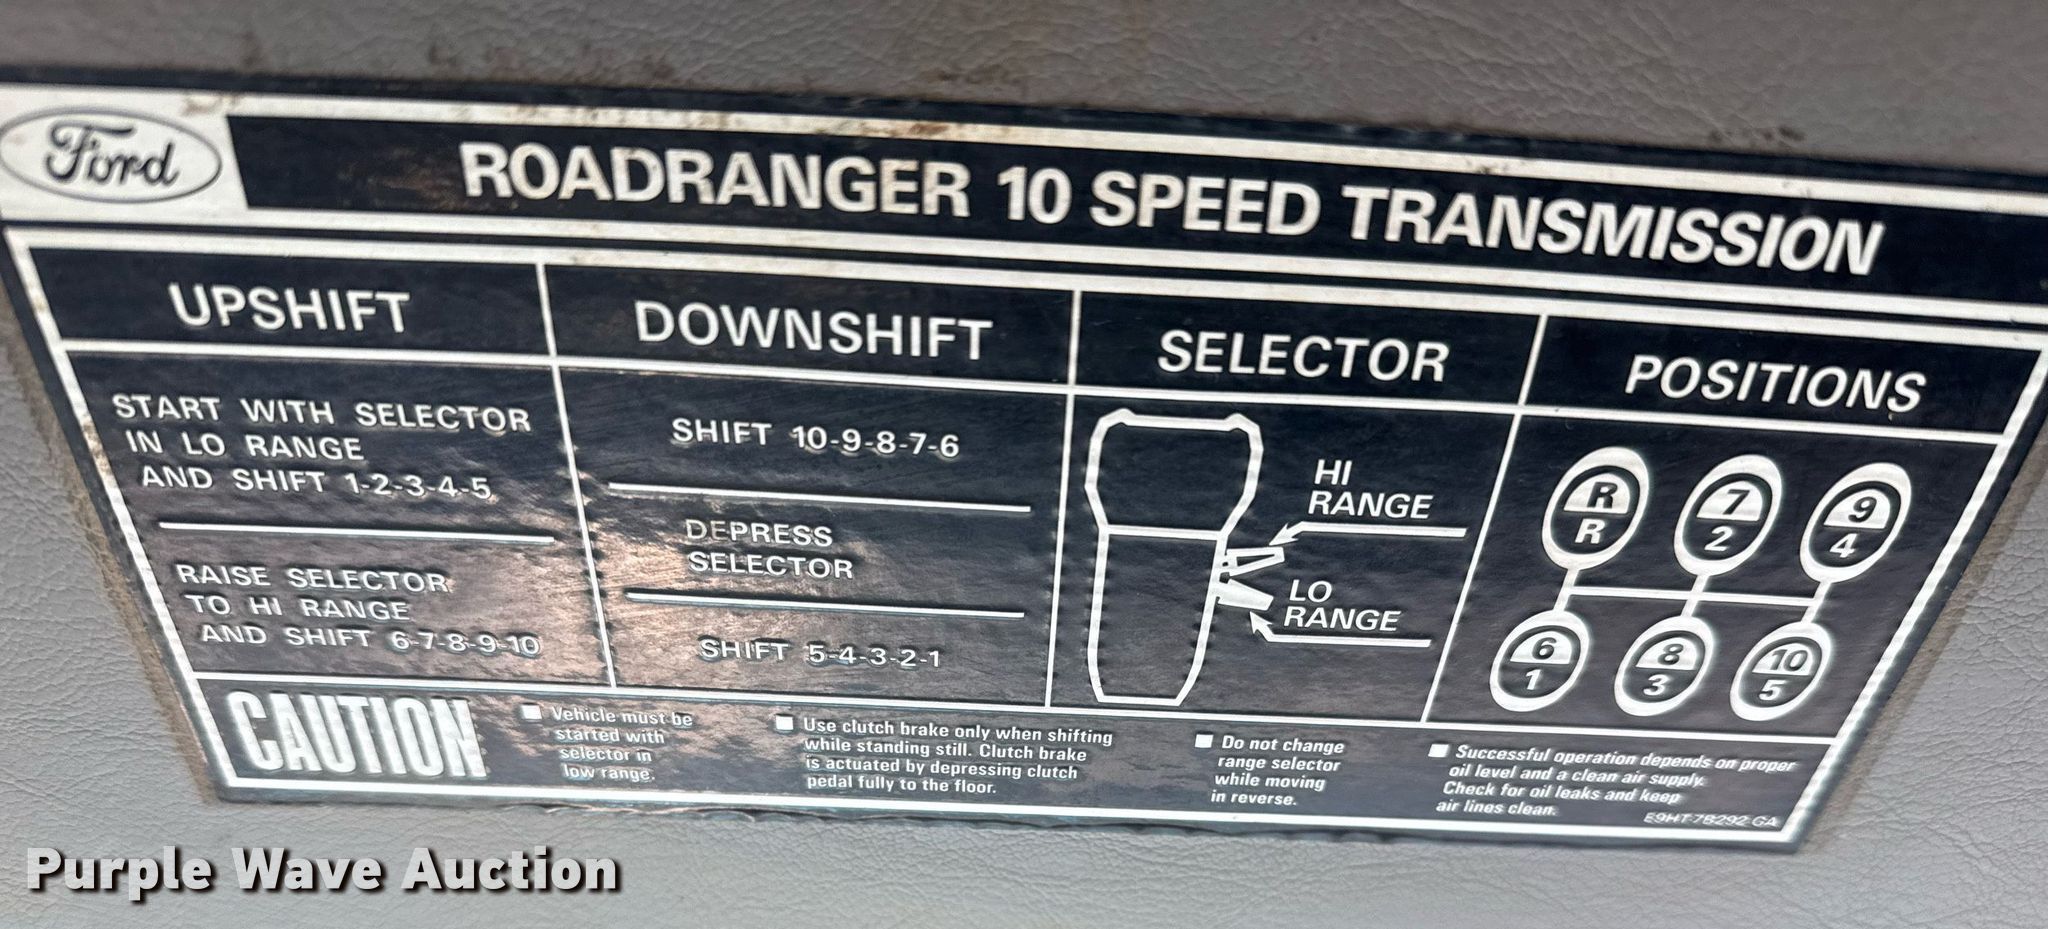 Ford
ROADRANGER 10 SPEED TRANSMISSION
UPSHIFT
START WITH SELECTOR
IN LO RANGE
AND SHIFT 1-2-3-4-5
RAISE SELECTOR
TO HI RANGE
AND SHIFT 6-7-8-9-10
DOWNSHIFT
SHIFT 10-9-8-7-6
DEPRESS
SELECTOR
SHIFT 5-4-3-2-1
SELECTOR
HI
RANGE
LO
RANGE
POSITIONS
R 7 9
R 2 4
6 8 10
1 3 5
CAUTION
Vehicle must be
started with
selector in
low range.
Use clutch brake only when shifting
while standing still. Clutch brake
is actuated by depressing clutch
pedal fully to the floor.
Do not change
range selector
while moving
in reverse.
Successful operation depends on proper
oil level and a clean air supply.
Check for oil leaks and keep
air lines clean.
E9HT-7B292-GA
Purple Wave Auction